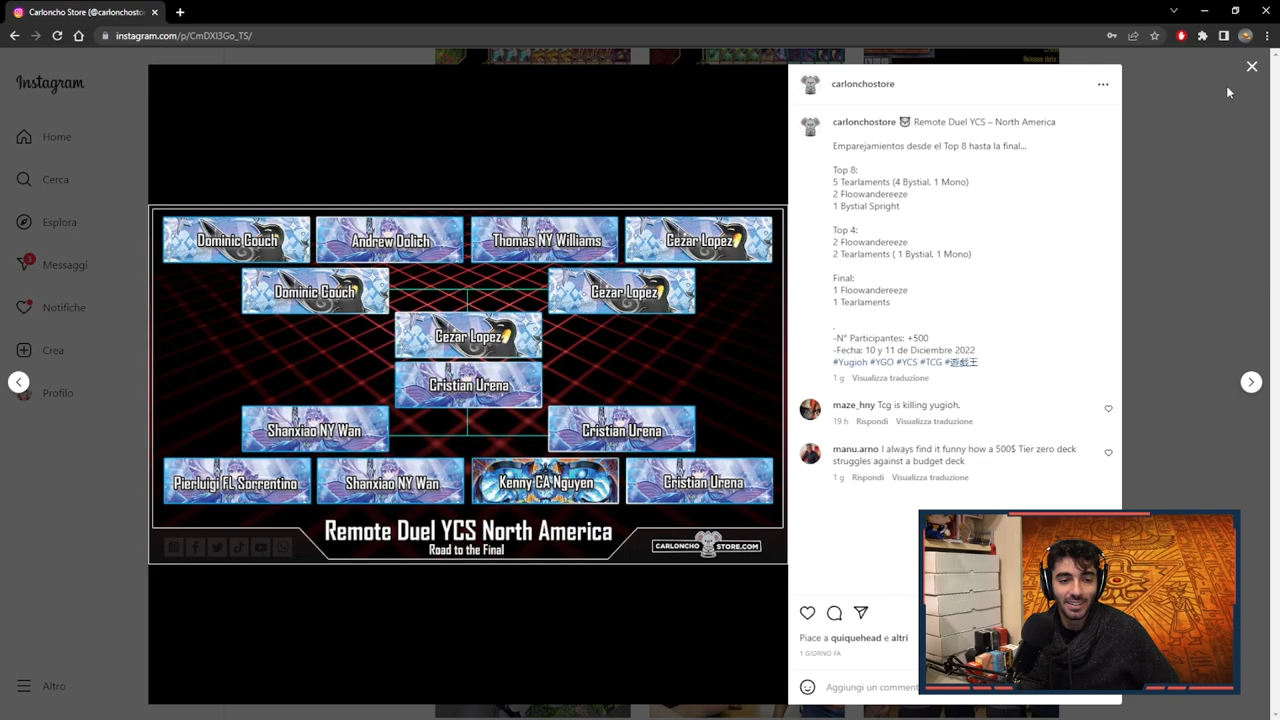 Carloncho Store (@carlonchosto
instagram.com/p/CmDXI3Go_TS/
Instagram
Home
Cerca
Esplora
3
Messaggi
Notifiche
Crea
Profilo
Altro
Dominic Couch
Andrew Dolich
Thomas NY Williams
Cezar Lopez
Dominic Couch
Cezar Lopez
Cezar Lopez
Cristian Urena
Shanxiao NY Wan
Cristian Urena
Pierluigi FL Sorrentino
Shanxiao NY Wan
Kenny CA Nguyen
Cristian Urena
Remote Duel YCS North America
Road to the Final
CARLONCHO STORE.COM
Release date:
carlonchostore
carlonchostore 🐼 Remote Duel YCS – North America
Emparejamientos desde el Top 8 hasta la final...
Top 8:
5 Tearlaments (4 Bystial, 1 Mono)
2 Floowandereeze
1 Bystial Spright
Top 4:
2 Floowandereeze
2 Tearlaments ( 1 Bystial, 1 Mono)
Final:
1 Floowandereeze
1 Tearlaments
.
-N° Participantes: +500
-Fecha: 10 y 11 de Diciembre 2022
#Yugioh #YGO #YCS #TCG #遊戯王
1 g Visualizza traduzione
maze_hny Tcg is killing yugioh.
19 h Rispondi Visualizza traduzione
manu.arno I always find it funny how a 500$ Tier zero deck
struggles against a budget deck
1 g Rispondi Visualizza traduzione
Piace a quiquehead e altri
1 GIORNO FA
Aggiungi un comment